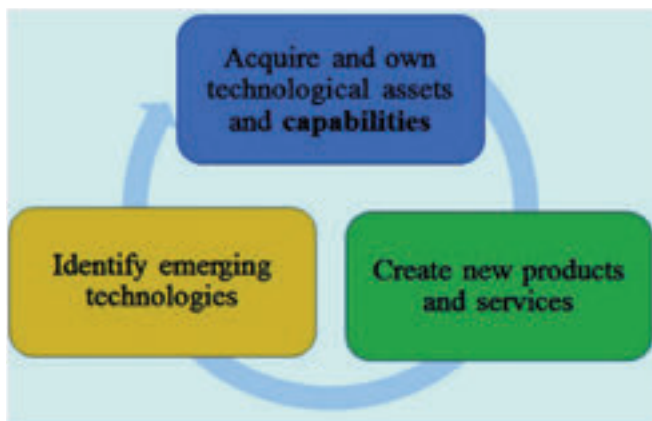 Acquire and own
technological assets
and capabilities
Identify emerging
technologies
Create new products
and services